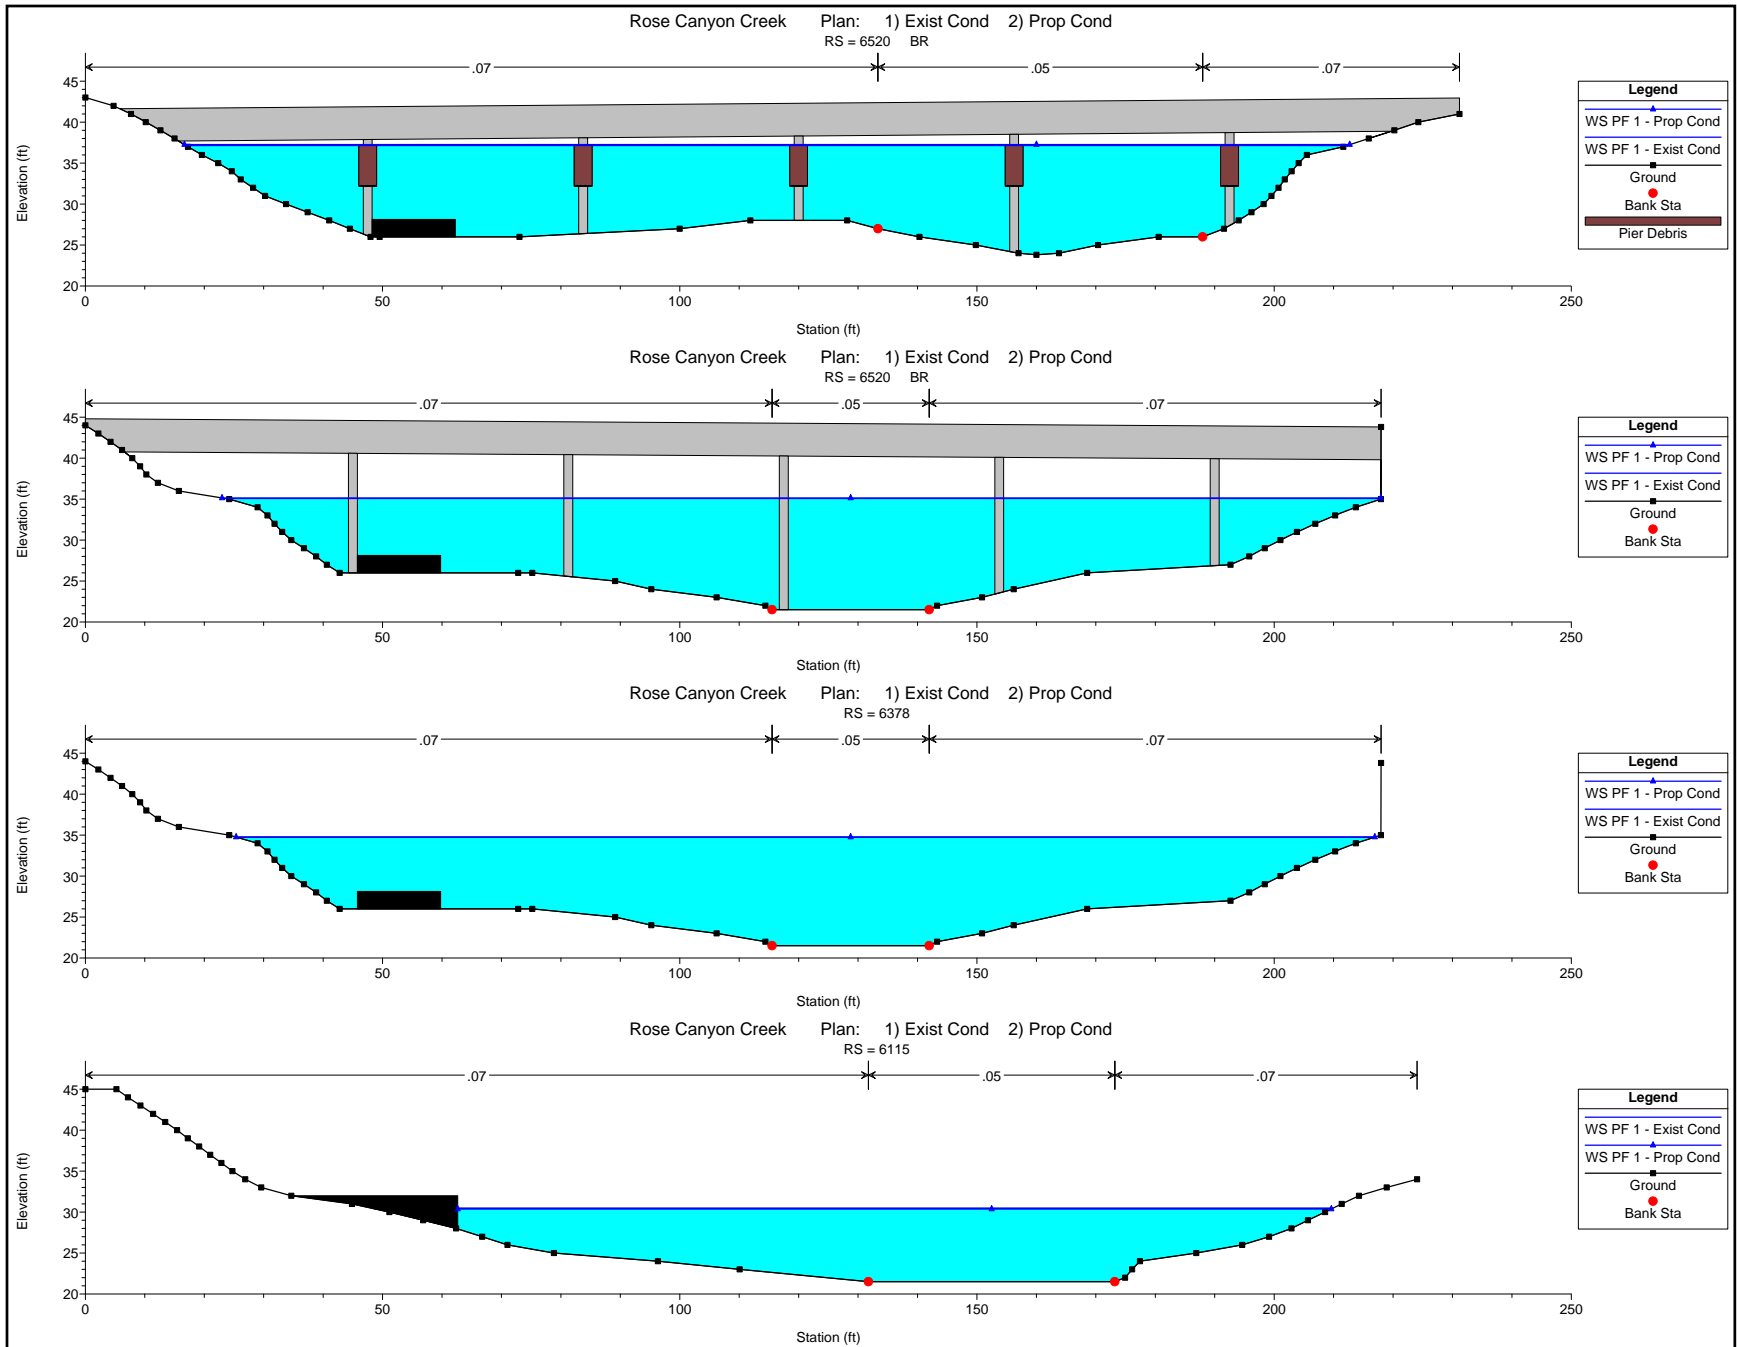 Rose Canyon Creek Plan: 1) Exist Cond 2) Prop Cond
RS = 6520 BR
.07 .05 .07
45
40
35
30
25
20
Elevation (ft)
0 50 100 150 200 250
Station (ft)
Legend
WS PF 1 - Prop Cond
WS PF 1 - Exist Cond
Ground
Bank Sta
Pier Debris
Rose Canyon Creek Plan: 1) Exist Cond 2) Prop Cond
RS = 6520 BR
.07 .05 .07
45
40
35
30
25
20
Elevation (ft)
0 50 100 150 200 250
Station (ft)
Legend
WS PF 1 - Prop Cond
WS PF 1 - Exist Cond
Ground
Bank Sta
Rose Canyon Creek Plan: 1) Exist Cond 2) Prop Cond
RS = 6378
.07 .05 .07
45
40
35
30
25
20
Elevation (ft)
0 50 100 150 200 250
Station (ft)
Legend
WS PF 1 - Prop Cond
WS PF 1 - Exist Cond
Ground
Bank Sta
Rose Canyon Creek Plan: 1) Exist Cond 2) Prop Cond
RS = 6115
.07 .05 .07
45
40
35
30
25
20
Elevation (ft)
0 50 100 150 200 250
Station (ft)
Legend
WS PF 1 - Exist Cond
WS PF 1 - Prop Cond
Ground
Bank Sta